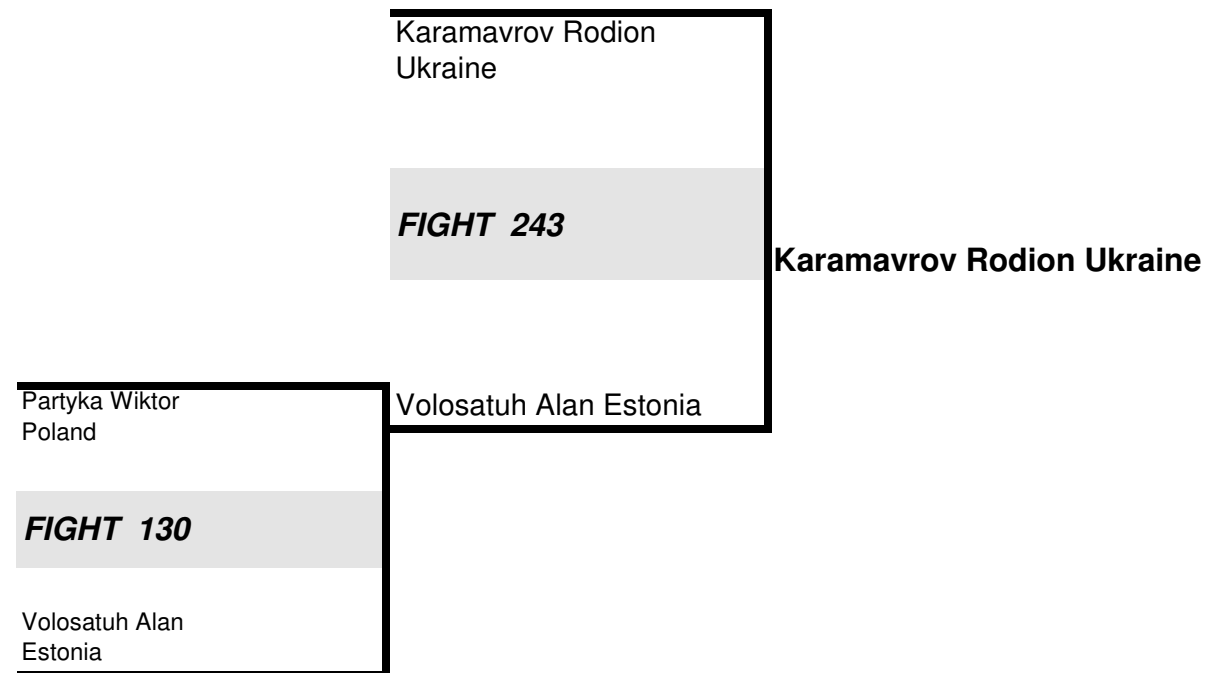 Karamavrov Rodion
Ukraine
FIGHT 243
Karamavrov Rodion Ukraine
Volosatuh Alan Estonia
Partyka Wiktor
Poland
FIGHT 130
Volosatuh Alan
Estonia